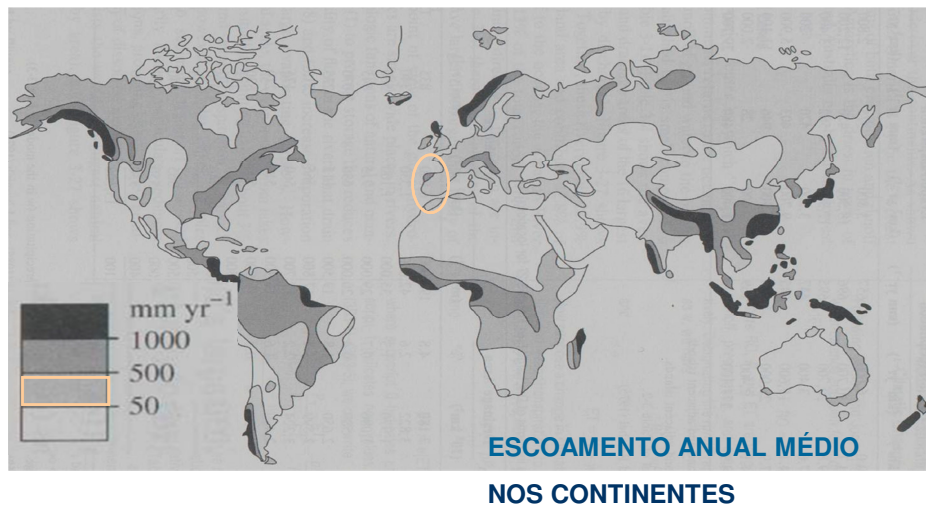 mm yr−1
1000
500
50
ESCOAMENTO ANUAL MÉDIO
NOS CONTINENTES